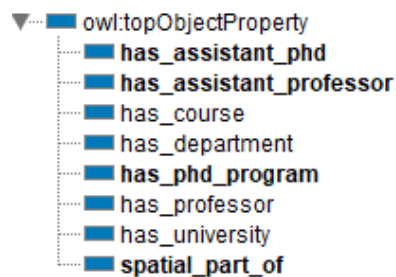 owl:topObjectProperty
has_assistant_phd
has_assistant_professor
has_course
has_department
has_phd_program
has_professor
has_university
spatial_part_of